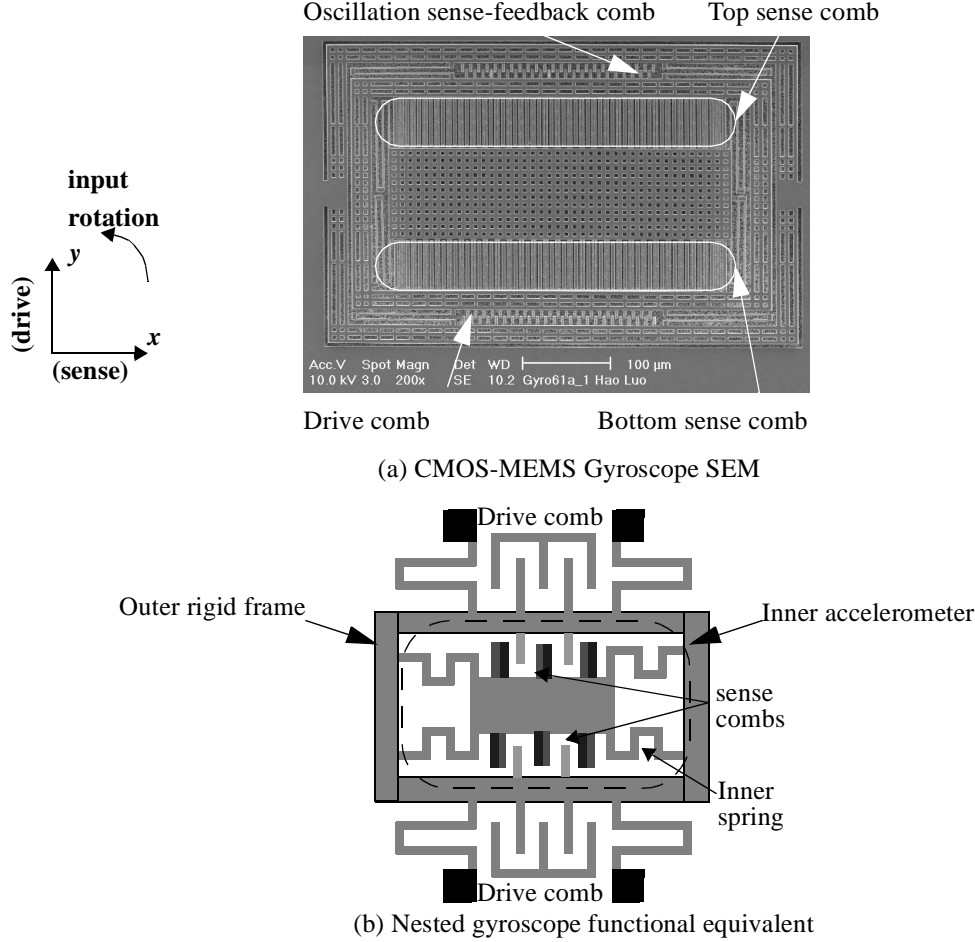 Oscillation sense-feedback comb
Top sense comb
input
rotation
y
(drive)
x
(sense)
Acc.V Spot Magn Det WD 100 µm
10.0 kV 3.0 200x SE 10.2 Gyro61a_1 Hao Luo
Drive comb
Bottom sense comb
(a) CMOS-MEMS Gyroscope SEM
Drive comb
Outer rigid frame
Inner accelerometer
sense
combs
Inner
spring
Drive comb
(b) Nested gyroscope functional equivalent